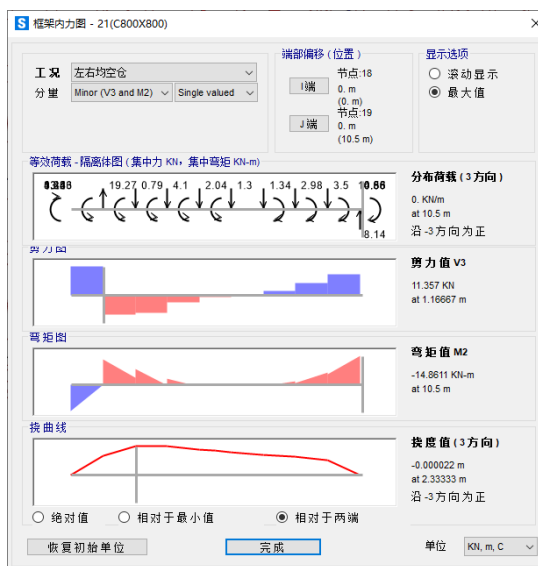 框架内力图 - 21(C800X800)
工况
左右均空仓
分量
Minor (V3 and M2)
Single valued
端部偏移(位置)
I端
节点:18
0. m
(0. m)
J端
节点:19
0. m
(10.5 m)
显示选项
滚动显示
最大值
等效荷载 - 隔离体图 (集中力 KN, 集中弯矩 KN-m)
19.27 0.79 4.1 2.04 1.3 1.34 2.98 3.5
8.14
分布荷载(3方向)
0. KN/m
at 10.5 m
沿 -3方向为正
剪力图
剪力值 V3
11.357 KN
at 1.16667 m
弯矩图
弯矩值 M2
-14.8611 KN-m
at 10.5 m
挠曲线
挠度值(3方向)
-0.000022 m
at 2.33333 m
沿 -3方向为正
绝对值
相对于最小值
相对于两端
恢复初始单位
完成
单位
KN, m, C